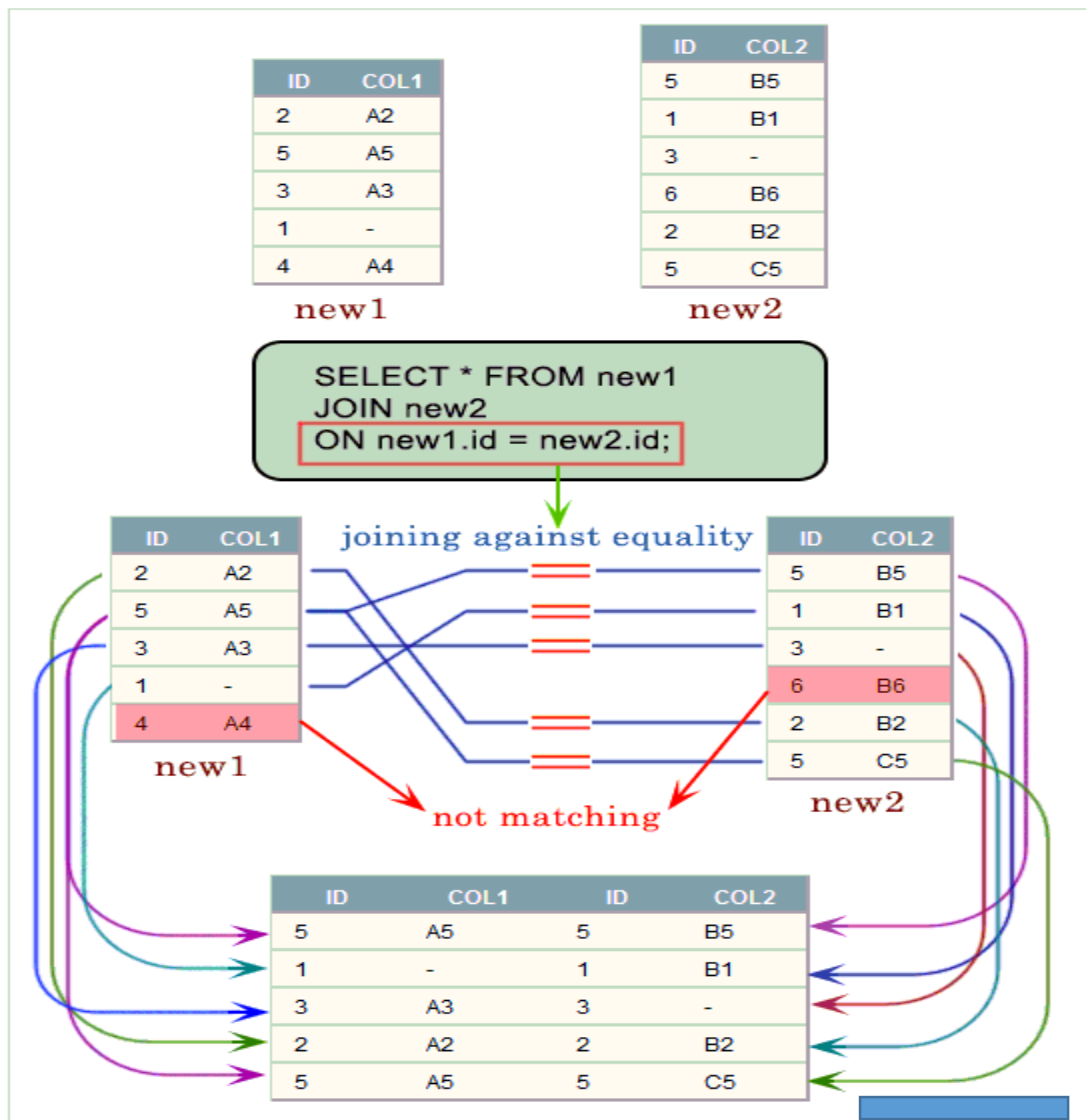 ID COL1
2 A2
5 A5
3 A3
1 -
4 A4
new1
ID COL2
5 B5
1 B1
3 -
6 B6
2 B2
5 C5
new2
SELECT * FROM new1
JOIN new2
ON new1.id = new2.id;
joining against equality
ID COL1
2 A2
5 A5
3 A3
1 -
4 A4
new1
ID COL2
5 B5
1 B1
3 -
6 B6
2 B2
5 C5
new2
not matching
ID COL1 ID COL2
5 A5 5 B5
1 - 1 B1
3 A3 3 -
2 A2 2 B2
5 A5 5 C5